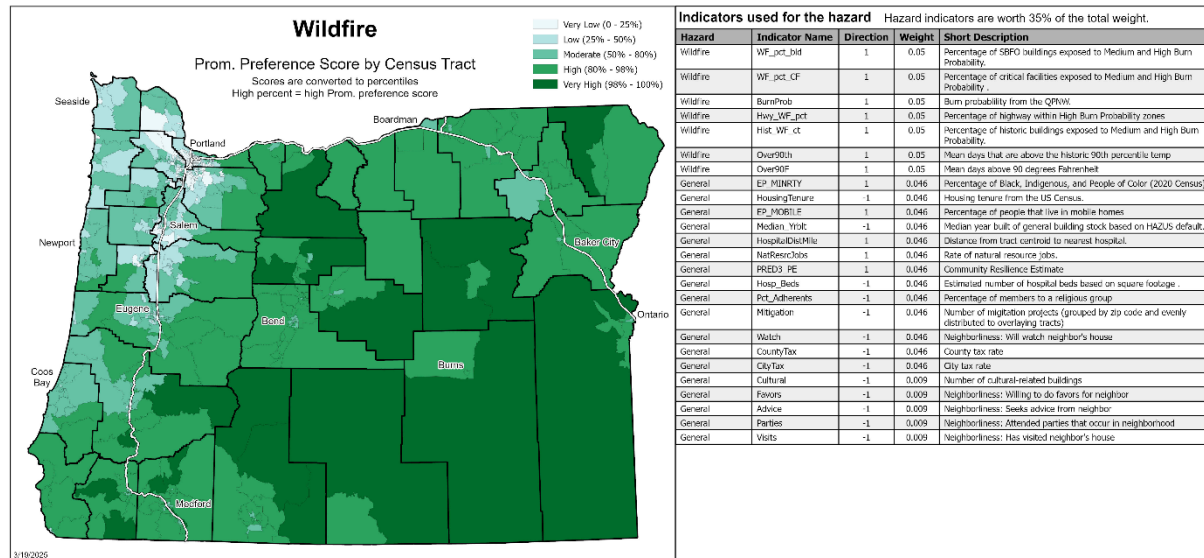 Wildfire
Prom. Preference Score by Census Tract
Scores are converted to percentiles
High percent = high Prom. preference score
Very Low (0 - 25%)
Low (25% - 50%)
Moderate (50% - 80%)
High (80% - 98%)
Very High (98% - 100%)
Seaside
Portland
Boardman
Salem
Newport
Baker City
Eugene
Bend
Ontario
Burns
Coos
Bay
Medford
3/19/2025
Indicators used for the hazard Hazard indicators are worth 35% of the total weight.
Hazard Indicator Name Direction Weight Short Description
Wildfire WF_pct_bld 1 0.05 Percentage of SBFO buildings exposed to Medium and High Burn
Probability.
Wildfire WF_pct_CF 1 0.05 Percentage of critical facilities exposed to Medium and High Burn
Probability .
Wildfire BurnProb 1 0.05 Burn probablility from the QPNW.
Wildfire Hwy_WF_pct 1 0.05 Percentage of highway within High Burn Probability zones
Wildfire Hist_WF_ct 1 0.05 Percentage of historic buildings exposed to Medium and High Burn
Probability.
Wildfire Over90th 1 0.05 Mean days that are above the historic 90th percentile temp
Wildfire Over90F 1 0.05 Mean days above 90 degrees Fahrenheit
General EP_MINRTY 1 0.046 Percentage of Black, Indigenous, and People of Color (2020 Census)
General HousingTenure -1 0.046 Housing tenure from the US Census.
General EP_MOBILE 1 0.046 Percentage of people that live in mobile homes
General Median_Yrblt -1 0.046 Median year built of general building stock based on HAZUS default.
General HospitalDistMile 1 0.046 Distance from tract centroid to nearest hospital.
General NatResrcJobs 1 0.046 Rate of natural resource jobs.
General PRED3_PE 1 0.046 Community Resilience Estimate
General Hosp_Beds -1 0.046 Estimated number of hospital beds based on square footage .
General Pct_Adherents -1 0.046 Percentage of members to a religious group
General Mitigation -1 0.046 Number of migitation projects (grouped by zip code and evenly
distributed to overlaying tracts)
General Watch -1 0.046 Neighborliness: Will watch neighbor's house
General CountyTax -1 0.046 County tax rate
General CityTax -1 0.046 City tax rate
General Cultural -1 0.009 Number of cultural-related buildings
General Favors -1 0.009 Neighborliness: Willing to do favors for neighbor
General Advice -1 0.009 Neighborliness: Seeks advice from neighbor
General Parties -1 0.009 Neighborliness: Attended parties that occur in neighborhood
General Visits -1 0.009 Neighborliness: Has visited neighbor's house